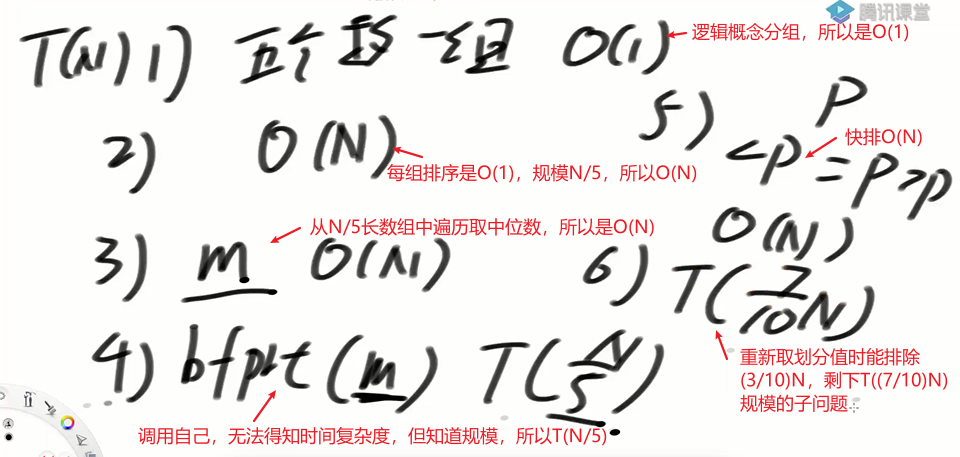 腾讯课堂
T(N) 1) 五个数一组 O(1)
逻辑概念分组，所以是O(1)
2) O(N)
每组排序是O(1)，规模N/5，所以O(N)
3) m O(N)
从N/5长数组中遍历取中位数，所以是O(N)
4) bfprt(m) T(N/5)
调用自己，无法得知时间复杂度，但知道规模，所以T(N/5)
5) P
<P =P >P
快排O(N)
O(N)
6) T(7/10N)
重新取划分值时能排除
(3/10)N，剩下T((7/10)N)
规模的子问题